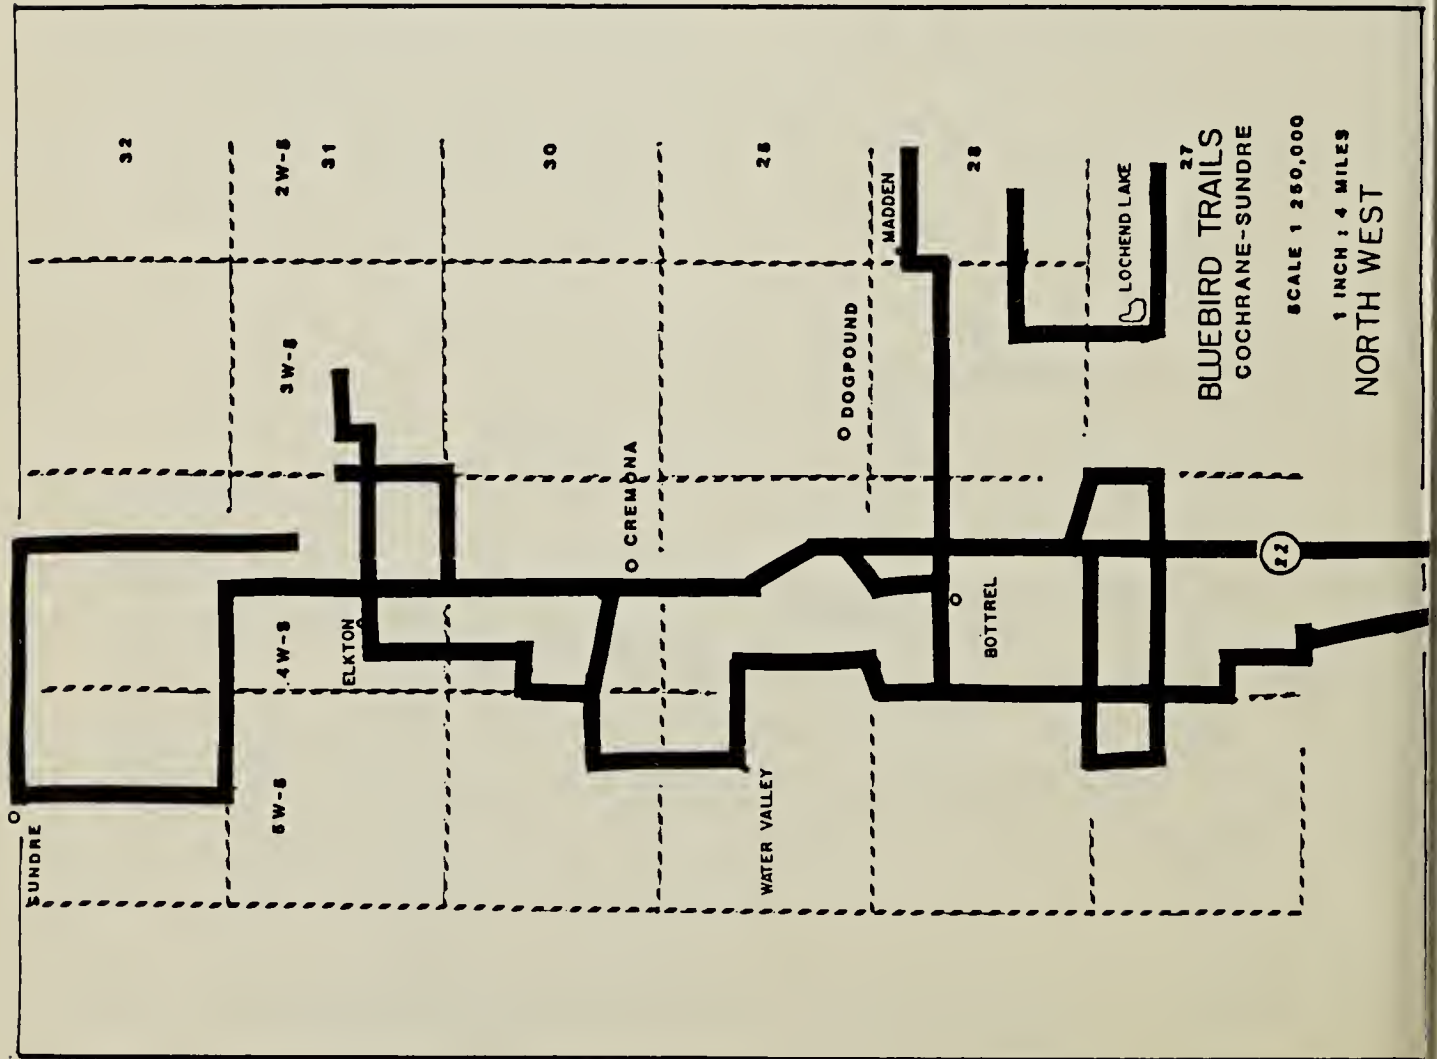 32
2W-5
31
30
29
28
27
MADDEN
LOCHEND LAKE
3W-5
DOGPOUND
CREMONA
4W-5
ELKTON
BOTTREL
22
5W-5
SUNDRE
WATER VALLEY
BLUEBIRD TRAILS
COCHRANE-SUNDRE
SCALE 1 250,000
1 INCH : 4 MILES
NORTH WEST